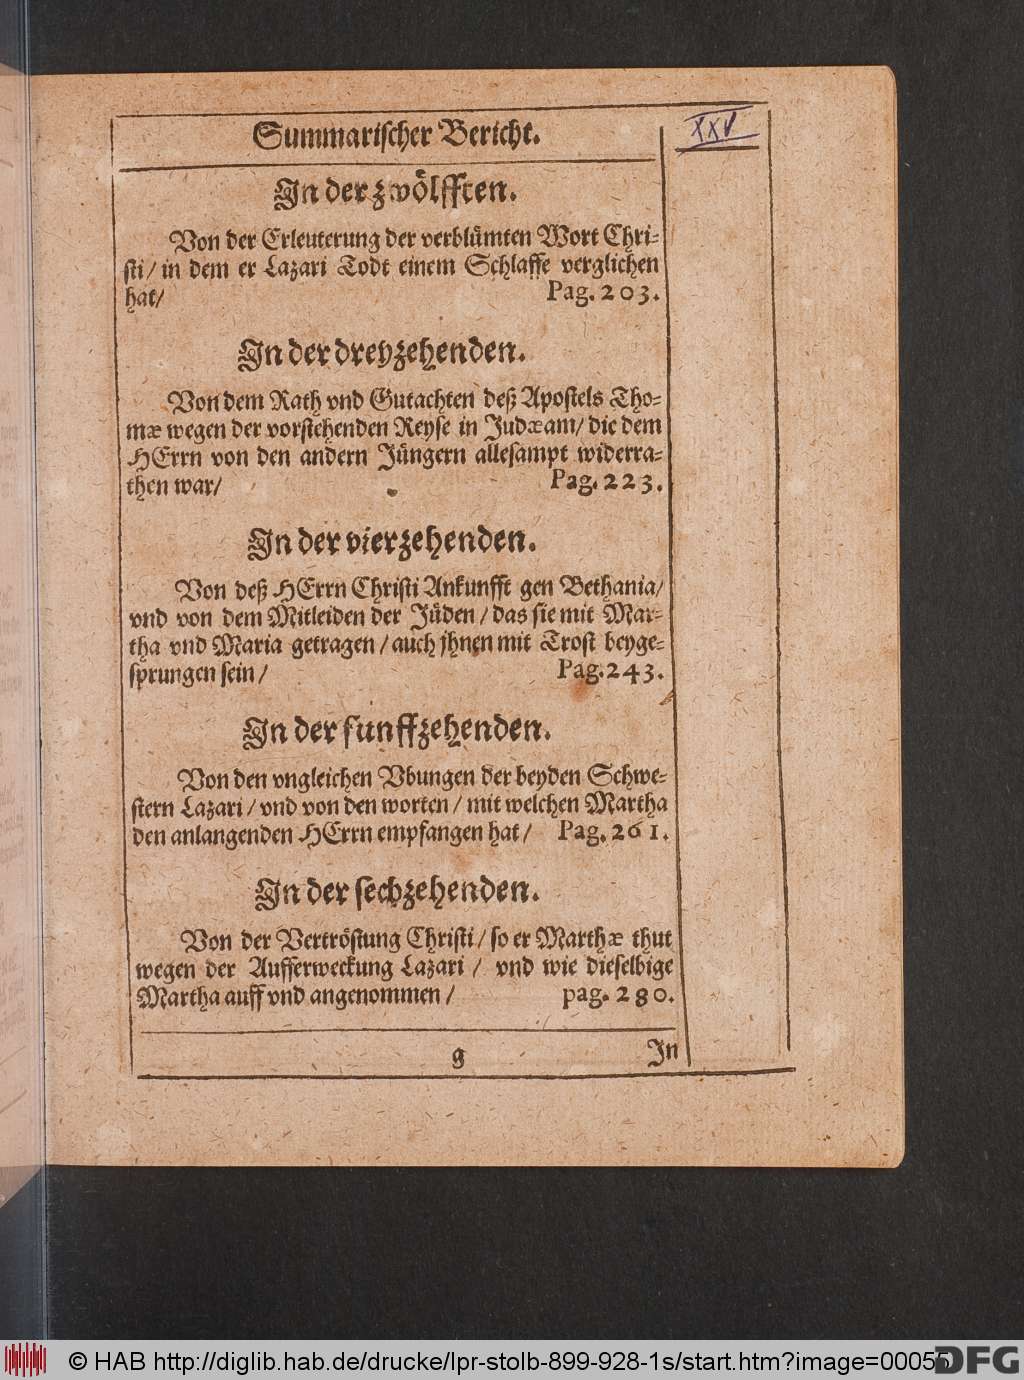 Summarischer Bericht.
XXV
In der zwölfften.
Von der Erleuterung der verblümten Wort Chri-
sti / in dem er Lazari Todt einem Schlaffe verglichen
hat / Pag. 203.
In der dreyzehenden.
Von dem Rath vnd Gutachten deß Apostels Tho-
mæ wegen der vorstehenden Reyse in Judæam / die dem
HErrn von den andern Jüngern allesampt widerra-
then war / Pag. 223.
In der vierzehenden.
Von deß HErrn Christi Ankunfft gen Bethania /
vnd von dem Mitleiden der Jüden / das sie mit Mar-
tha vnd Maria getragen / auch jhnen mit Trost beyge-
sprungen sein / Pag. 243.
In der funffzehenden.
Von den vngleichen Vbungen der beyden Schwe-
stern Lazari / vnd von den worten / mit welchen Martha
den anlangenden HErrn empfangen hat / Pag. 261.
In der sechzehenden.
Von der Vertröstung Christi / so er Marthæ thut
wegen der Aufferweckung Lazari / vnd wie dieselbige
Martha auff vnd angenommen / pag. 280.
g In
© HAB http://diglib.hab.de/drucke/lpr-stolb-899-928-1s/start.htm?image=00055
DFG